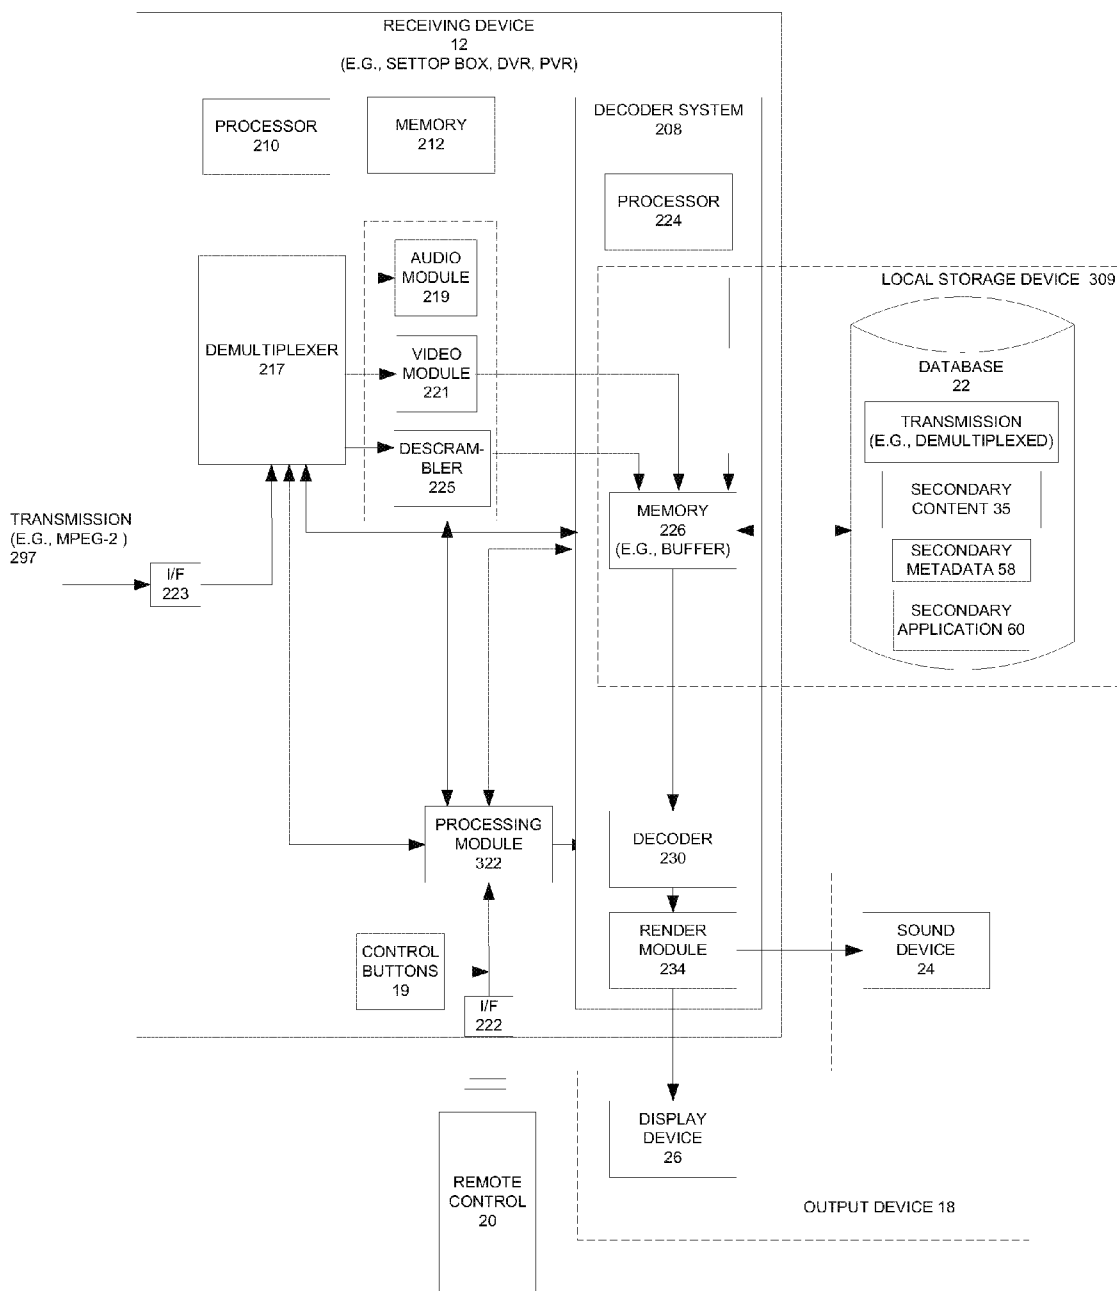 RECEIVING DEVICE
12
(E.G., SETTOP BOX, DVR, PVR)
PROCESSOR
210
MEMORY
212
DECODER SYSTEM
208
PROCESSOR
224
AUDIO
MODULE
219
DEMULTIPLEXER
217
VIDEO
MODULE
221
DESCRAM-
BLER
225
LOCAL STORAGE DEVICE 309
DATABASE
22
TRANSMISSION
(E.G., DEMULTIPLEXED)
SECONDARY
CONTENT 35
SECONDARY
METADATA 58
SECONDARY
APPLICATION 60
MEMORY
226
(E.G., BUFFER)
TRANSMISSION
(E.G., MPEG-2 )
297
I/F
223
PROCESSING
MODULE
322
DECODER
230
CONTROL
BUTTONS
19
I/F
222
RENDER
MODULE
234
SOUND
DEVICE
24
DISPLAY
DEVICE
26
REMOTE
CONTROL
20
OUTPUT DEVICE 18